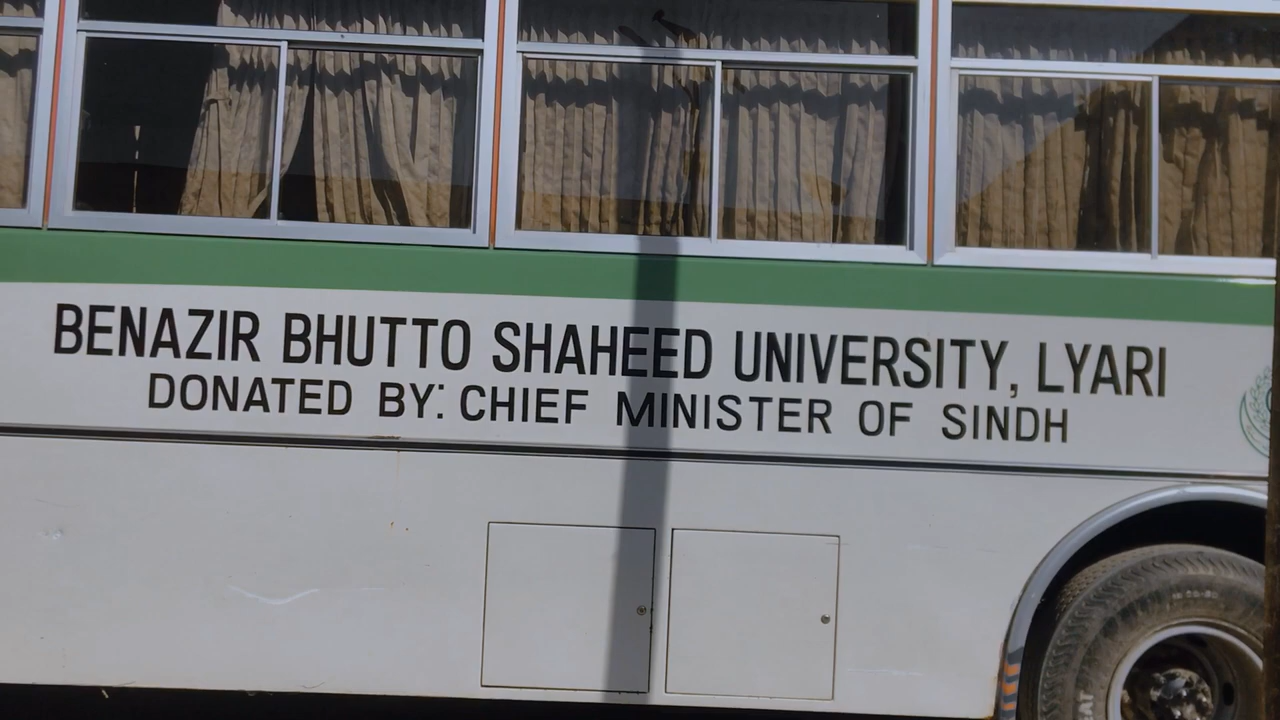 BENAZIR BHUTTO SHAHEED UNIVERSITY, LYARI
DONATED BY: CHIEF MINISTER OF SINDH